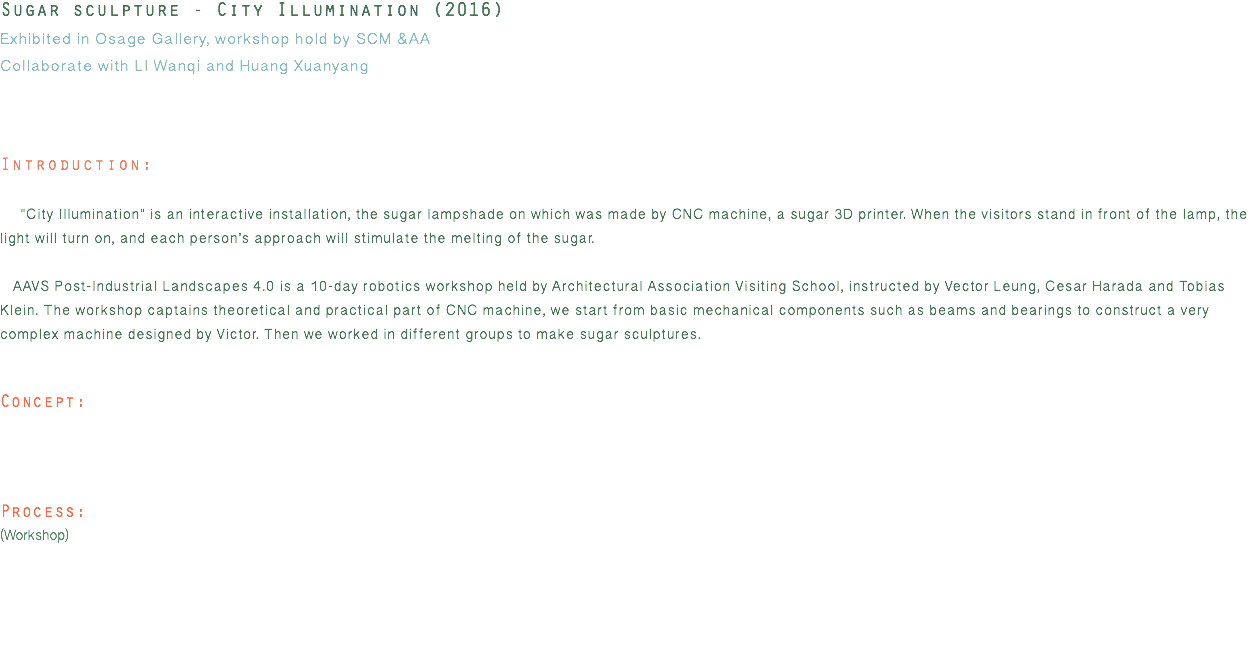 Sugar sculpture - City Illumination (2016)
Exhibited in Osage Gallery, workshop hold by SCM &AA
Collaborate with LI Wanqi and Huang Xuanyang
Introduction:
"City Illumination" is an interactive installation, the sugar lampshade on which was made by CNC machine, a sugar 3D printer. When the visitors stand in front of the lamp, the
light will turn on, and each person's approach will stimulate the melting of the sugar.
AAVS Post-Industrial Landscapes 4.0 is a 10-day robotics workshop held by Architectural Association Visiting School, instructed by Vector Leung, Cesar Harada and Tobias
Klein. The workshop captains theoretical and practical part of CNC machine, we start from basic mechanical components such as beams and bearings to construct a very
complex machine designed by Victor. Then we worked in different groups to make sugar sculptures.
Concept:
Process:
(Workshop)